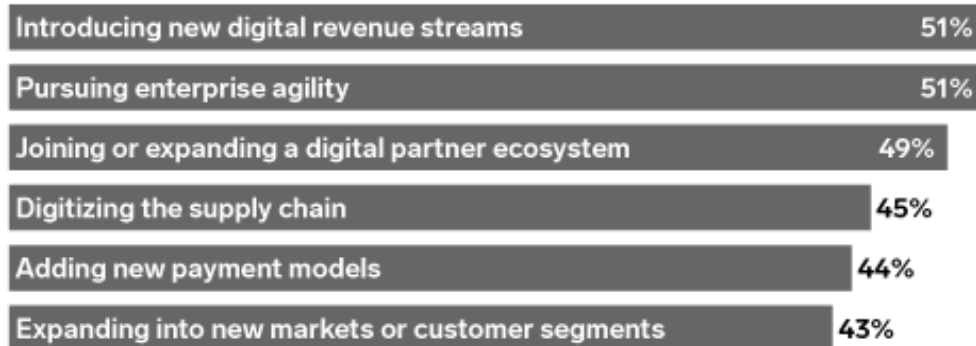 Introducing new digital revenue streams 51%
Pursuing enterprise agility 51%
Joining or expanding a digital partner ecosystem 49%
Digitizing the supply chain 45%
Adding new payment models 44%
Expanding into new markets or customer segments 43%